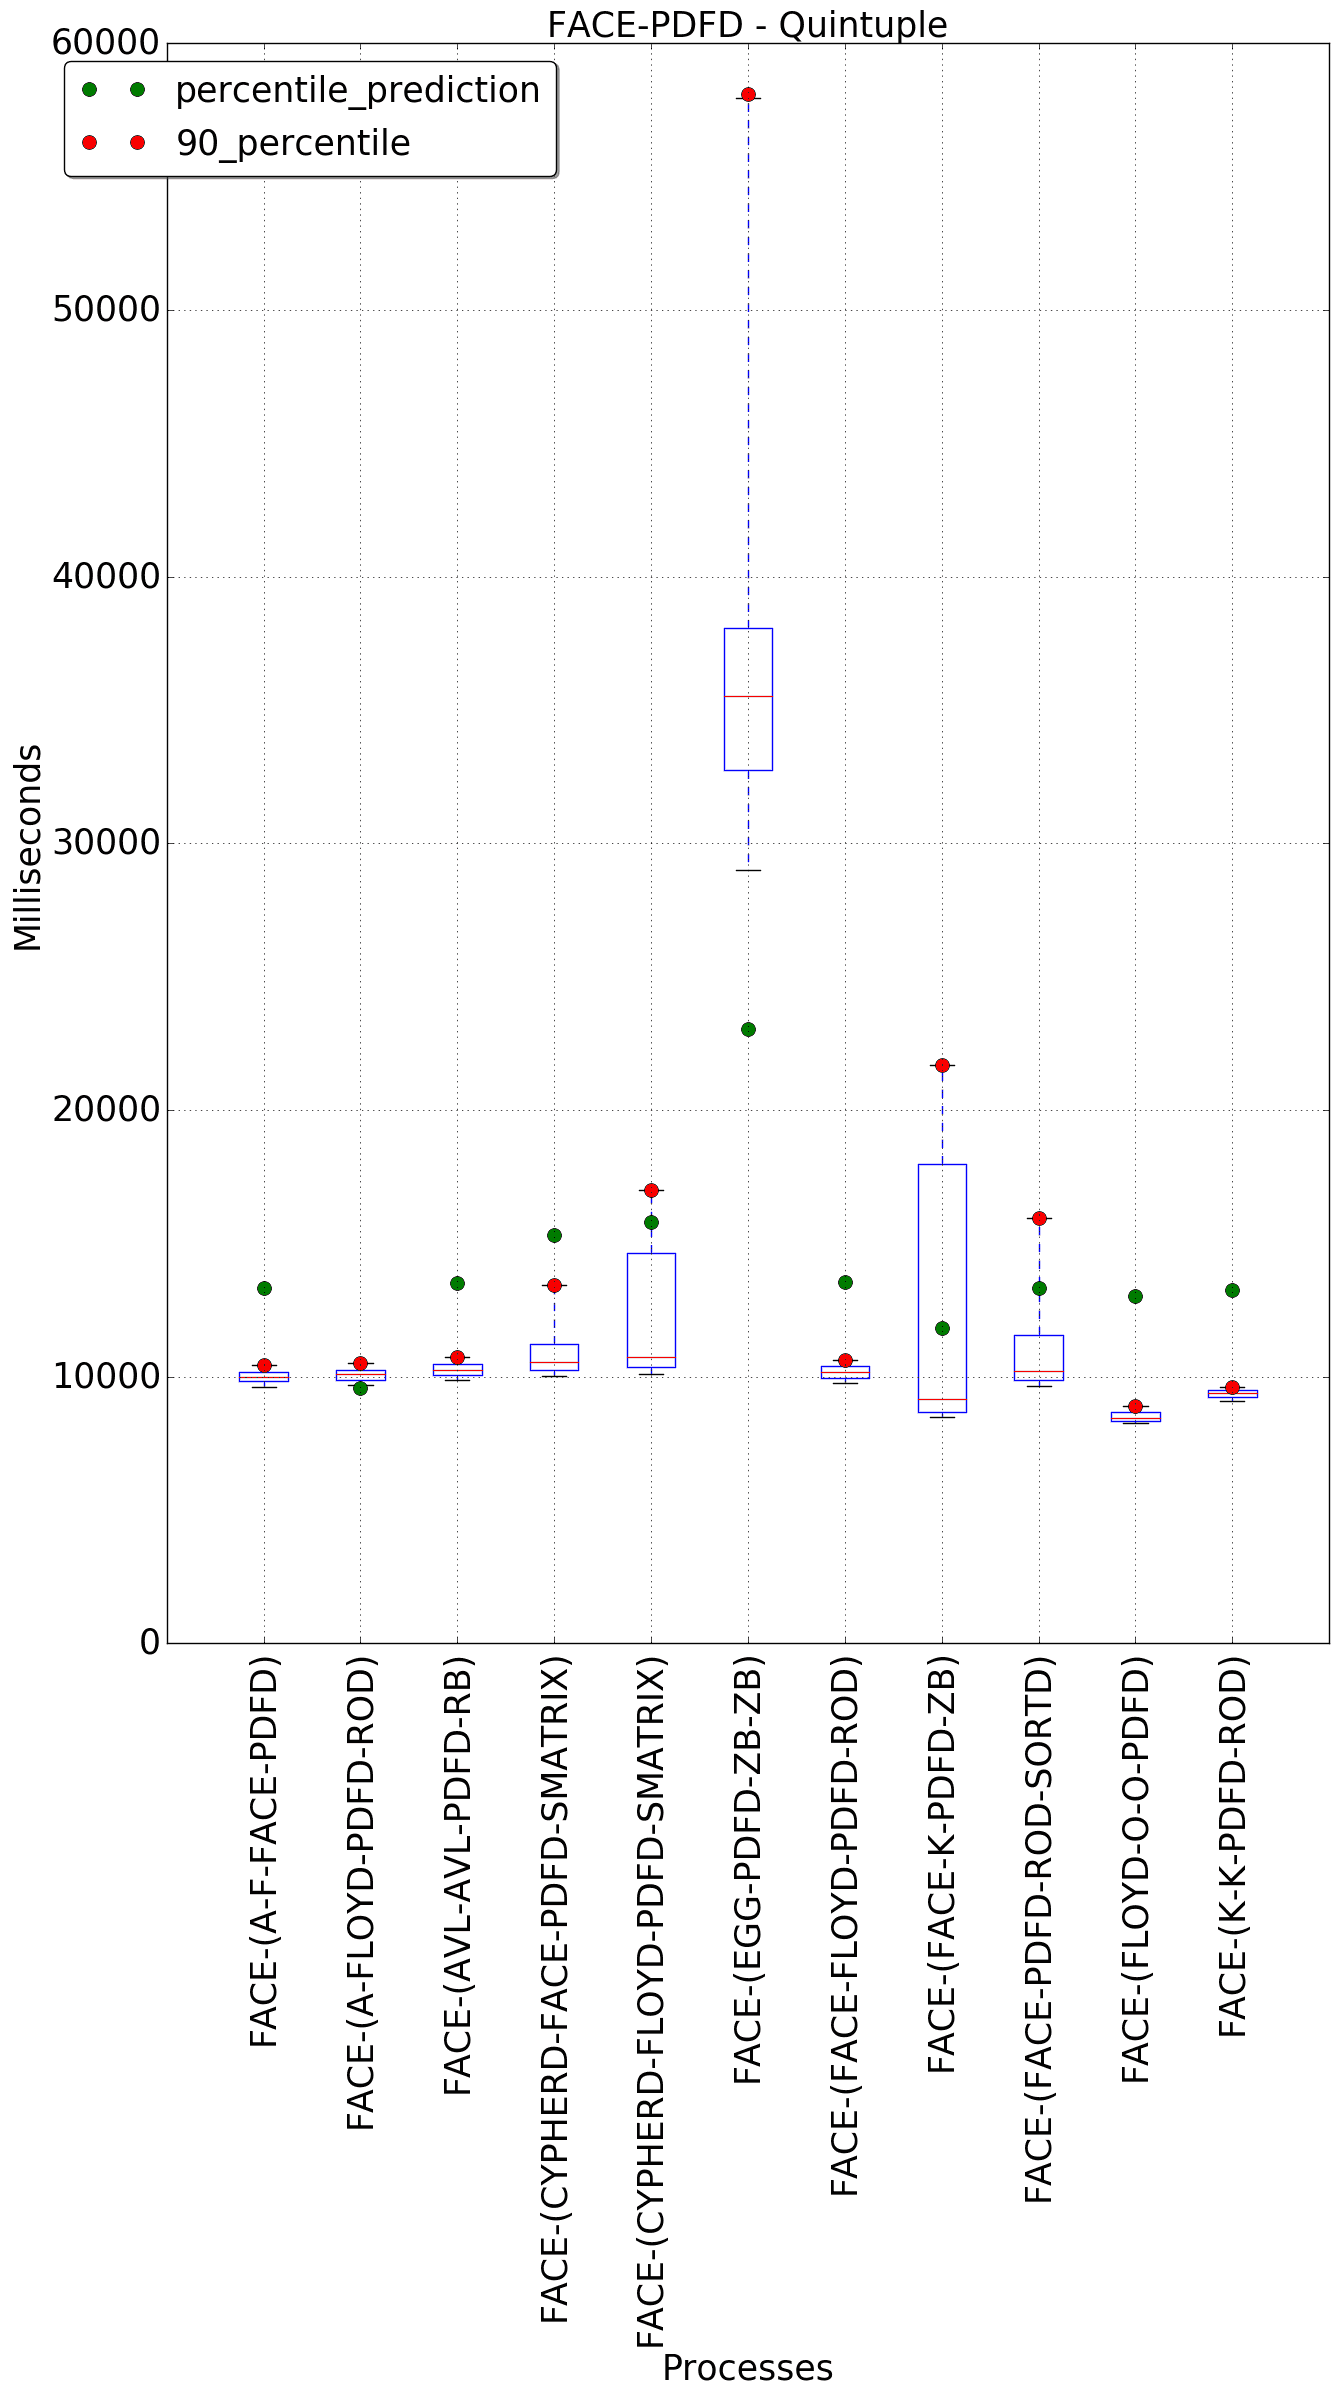 FACE-PDFD - Quintuple
percentile_prediction
90_percentile
60000
50000
40000
30000
20000
10000
0
Milliseconds
FACE-(A-F-FACE-PDFD)
FACE-(A-FLOYD-PDFD-ROD)
FACE-(AVL-AVL-PDFD-RB)
FACE-(CYPHERD-FACE-PDFD-SMATRIX)
FACE-(CYPHERD-FLOYD-PDFD-SMATRIX)
FACE-(EGG-PDFD-ZB-ZB)
FACE-(FACE-FLOYD-PDFD-ROD)
FACE-(FACE-K-PDFD-ZB)
FACE-(FACE-PDFD-ROD-SORTD)
FACE-(FLOYD-O-O-PDFD)
FACE-(K-K-PDFD-ROD)
Processes